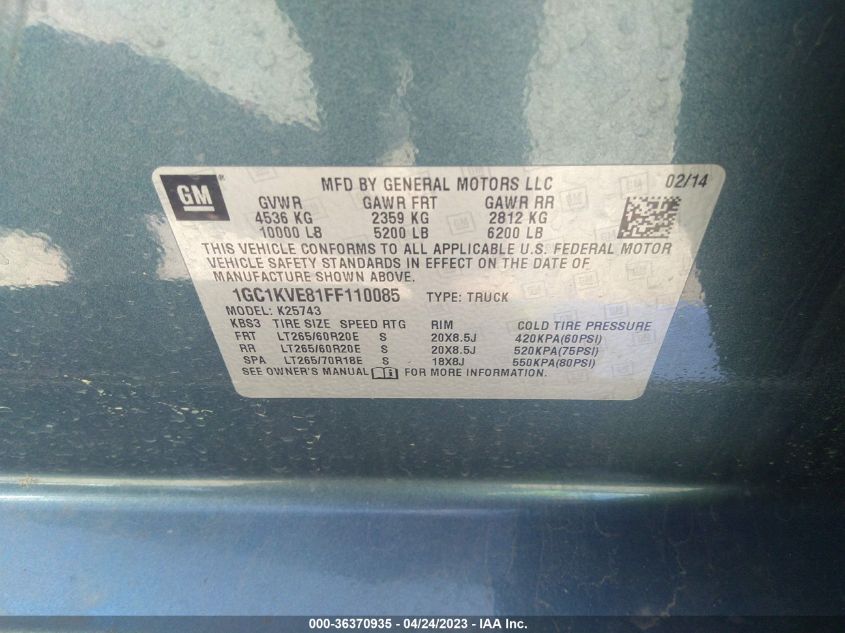 GM® MFD BY GENERAL MOTORS LLC 02/14
GVWR GAWR FRT GAWR RR
4536 KG 2359 KG 2812 KG
10000 LB 5200 LB 6200 LB
THIS VEHICLE CONFORMS TO ALL APPLICABLE U.S. FEDERAL MOTOR
VEHICLE SAFETY STANDARDS IN EFFECT ON THE DATE OF
MANUFACTURE SHOWN ABOVE.
1GC1KVE81FF110085 TYPE: TRUCK
MODEL: K25743
KBS3 TIRE SIZE SPEED RTG RIM COLD TIRE PRESSURE
FRT LT265/60R20E S 20X8.5J 420KPA(60PSI)
RR LT265/60R20E S 20X8.5J 520KPA(75PSI)
SPA LT265/70R18E S 18X8J 550KPA(80PSI)
SEE OWNER'S MANUAL FOR MORE INFORMATION.
000-36370935 - 04/24/2023 - IAA Inc.